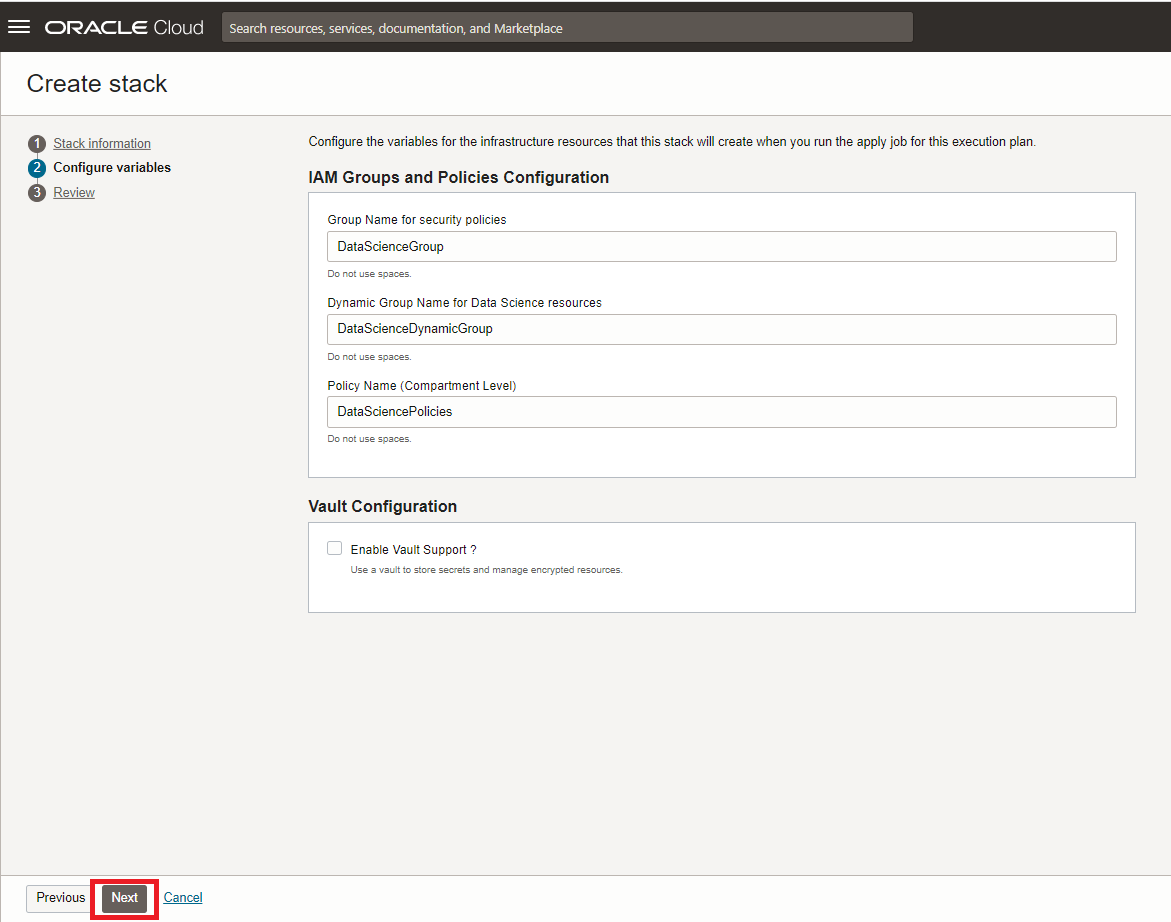 ORACLE Cloud
Search resources, services, documentation, and Marketplace
Create stack
1 Stack information
2 Configure variables
3 Review
Configure the variables for the infrastructure resources that this stack will create when you run the apply job for this execution plan.
IAM Groups and Policies Configuration
Group Name for security policies
DataScienceGroup
Do not use spaces.
Dynamic Group Name for Data Science resources
DataScienceDynamicGroup
Do not use spaces.
Policy Name (Compartment Level)
DataSciencePolicies
Do not use spaces.
Vault Configuration
Enable Vault Support ?
Use a vault to store secrets and manage encrypted resources.
Previous Next Cancel